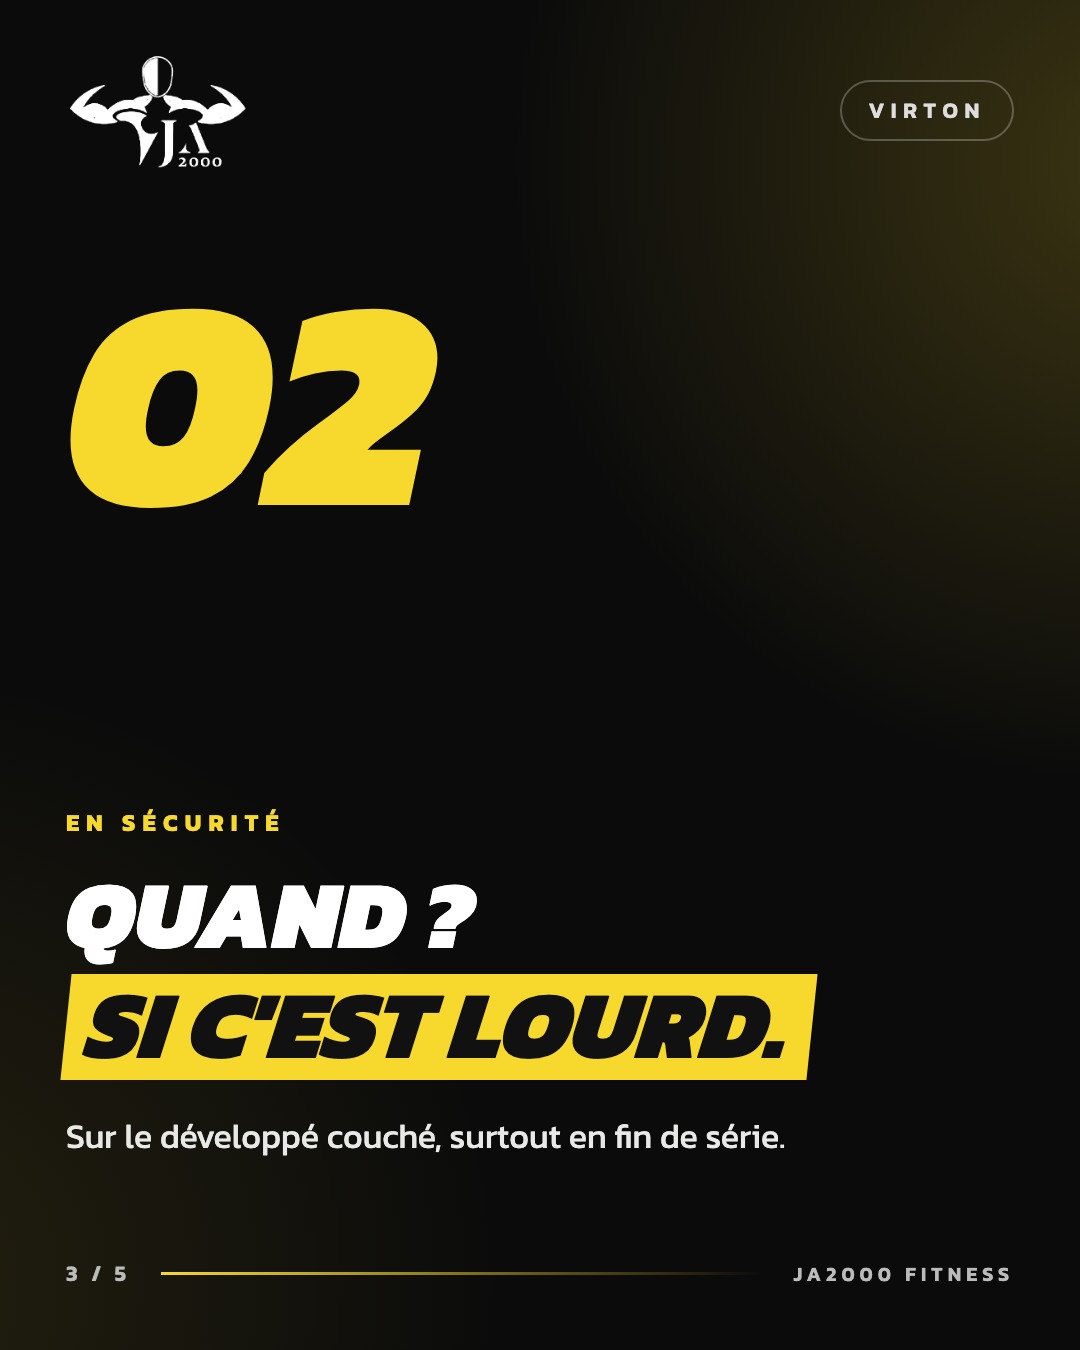 JA
2000
VIRTON
02
EN SÉCURITÉ
QUAND ?
SI C'EST LOURD.
Sur le développé couché, surtout en fin de série.
3 / 5
JA2000 FITNESS